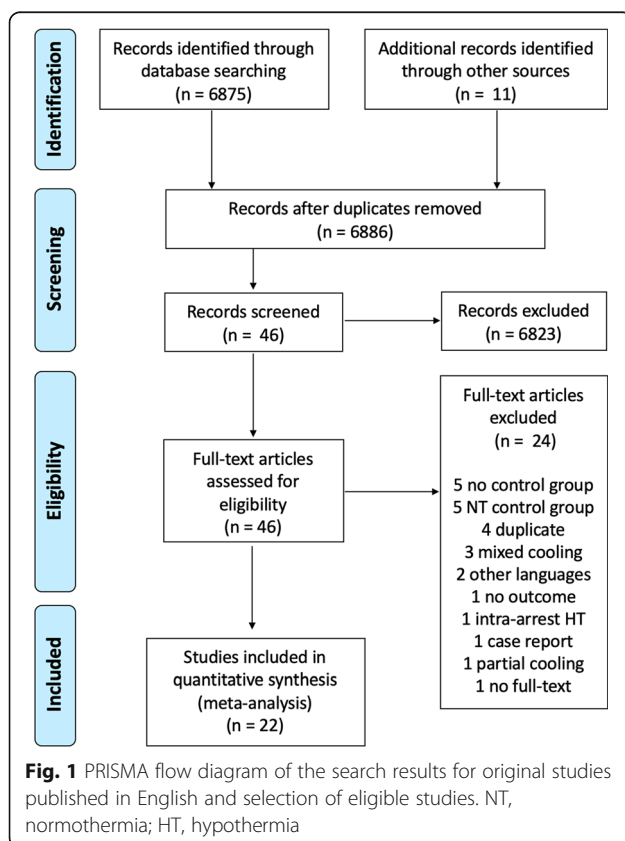 Identification
Records identified through
database searching
(n = 6875)
Additional records identified
through other sources
(n = 11)
Screening
Records after duplicates removed
(n = 6886)
Records screened
(n = 46)
Records excluded
(n = 6823)
Eligibility
Full-text articles
assessed for
eligibility
(n = 46)
Full-text articles
excluded
(n = 24)
5 no control group
5 NT control group
4 duplicate
3 mixed cooling
2 other languages
1 no outcome
1 intra-arrest HT
1 case report
1 partial cooling
1 no full-text
Included
Studies included in
quantitative synthesis
(meta-analysis)
(n = 22)
Fig. 1 PRISMA flow diagram of the search results for original studies
published in English and selection of eligible studies. NT,
normothermia; HT, hypothermia